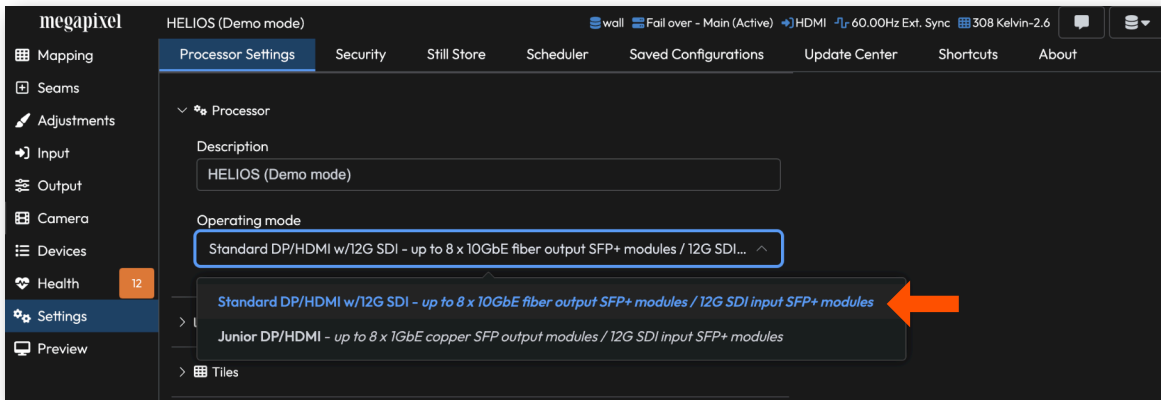 megapixel
HELIOS (Demo mode)
wall Fail over - Main (Active) HDMI 60.00Hz Ext. Sync 308 Kelvin-2.6
Mapping
Seams
Adjustments
Input
Output
Camera
Devices
Health 12
Settings
Preview
Processor Settings Security Still Store Scheduler Saved Configurations Update Center Shortcuts About
Processor
Description
HELIOS (Demo mode)
Operating mode
Standard DP/HDMI w/12G SDI - up to 8 x 10GbE fiber output SFP+ modules / 12G SDI...
Standard DP/HDMI w/12G SDI - up to 8 x 10GbE fiber output SFP+ modules / 12G SDI input SFP+ modules
Junior DP/HDMI - up to 8 x 1GbE copper SFP output modules / 12G SDI input SFP+ modules
Tiles